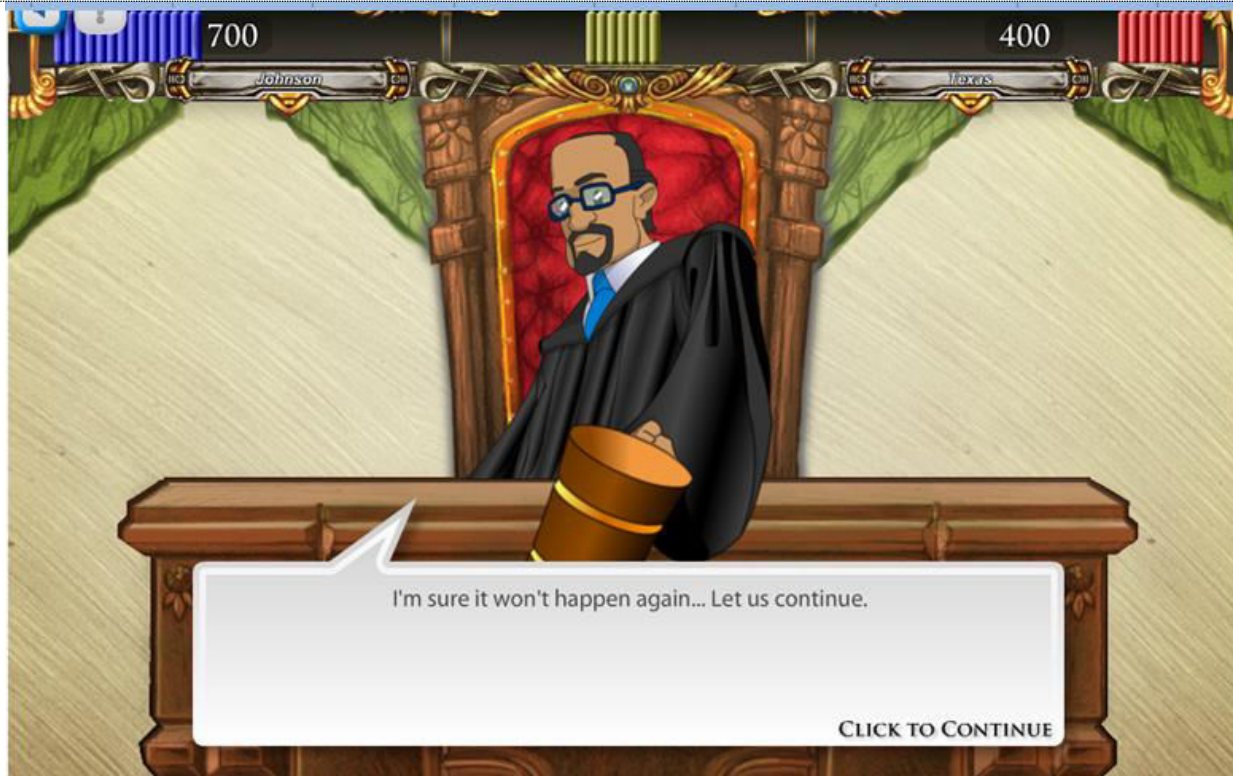 700
400
Johnson
Texas
I'm sure it won't happen again... Let us continue.
CLICK TO CONTINUE